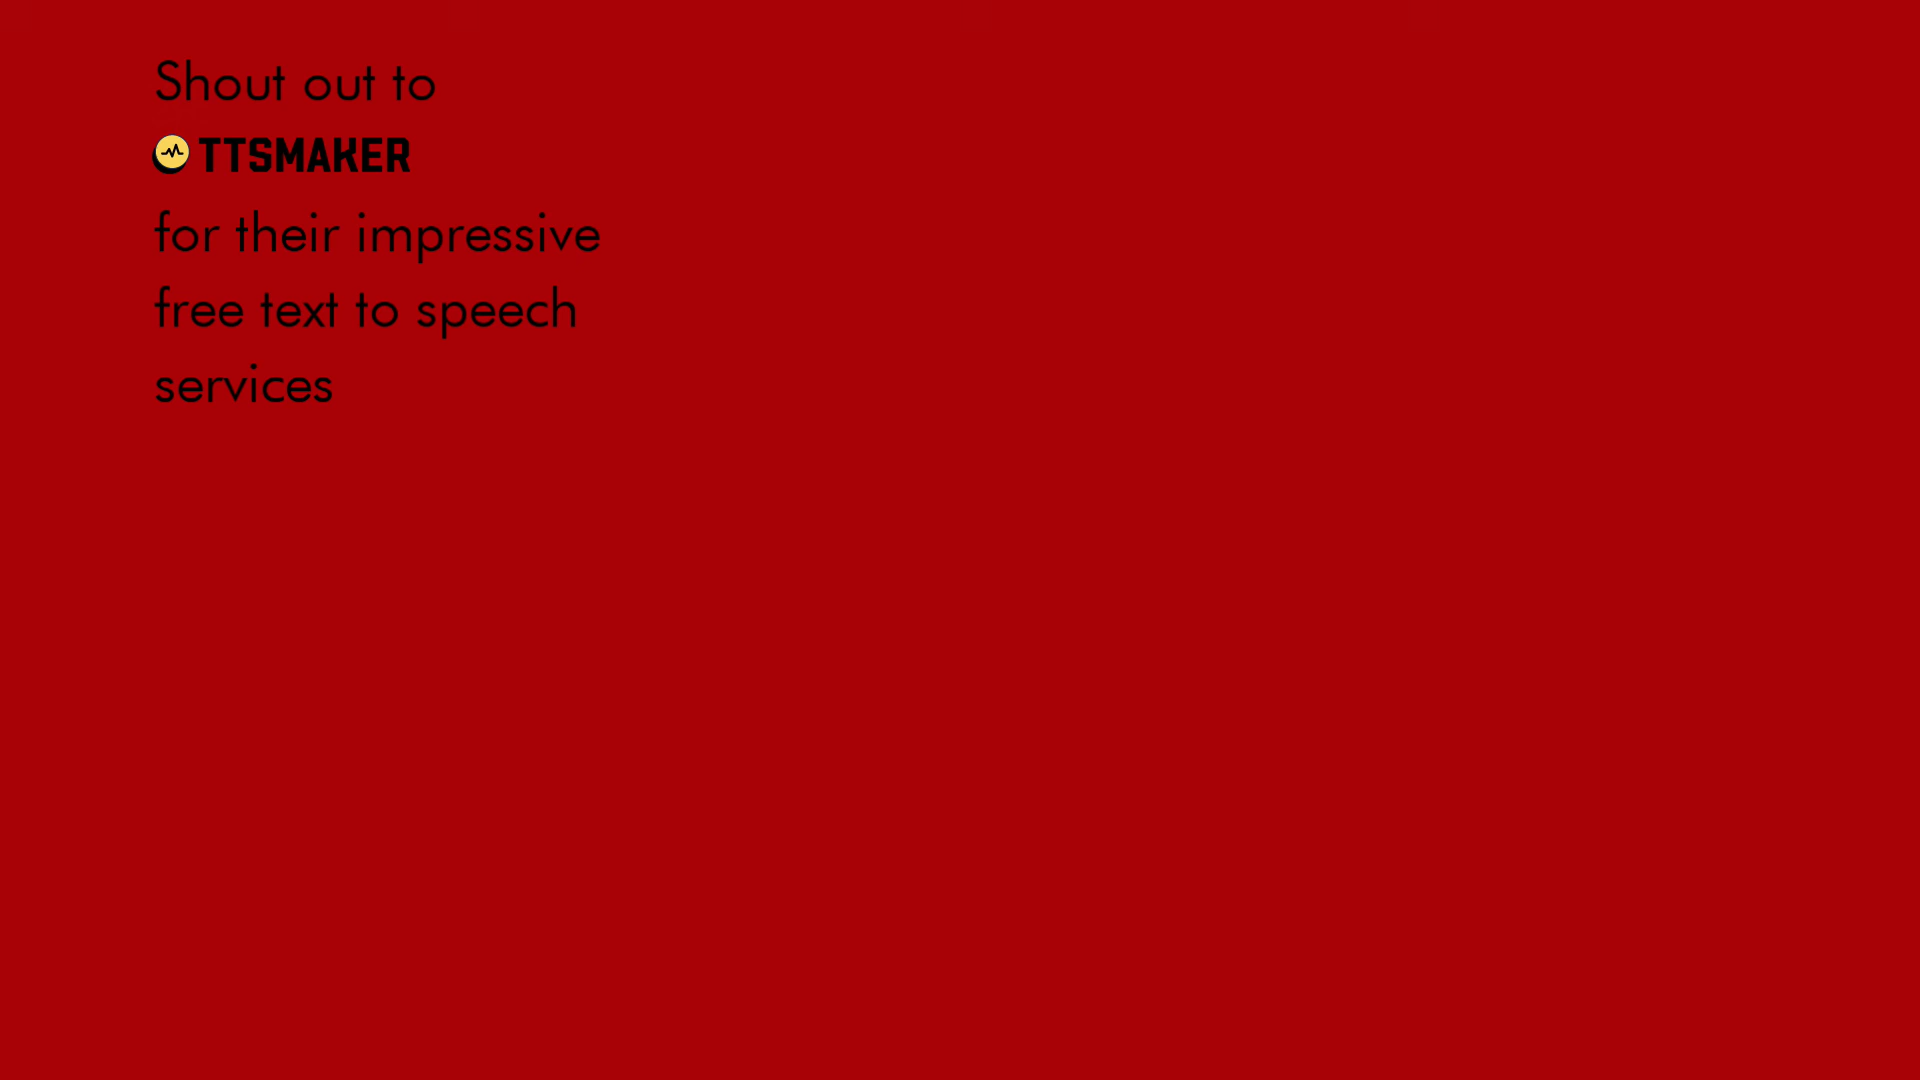 Shout out to
TTSMAKER
for their impressive
free text to speech
services